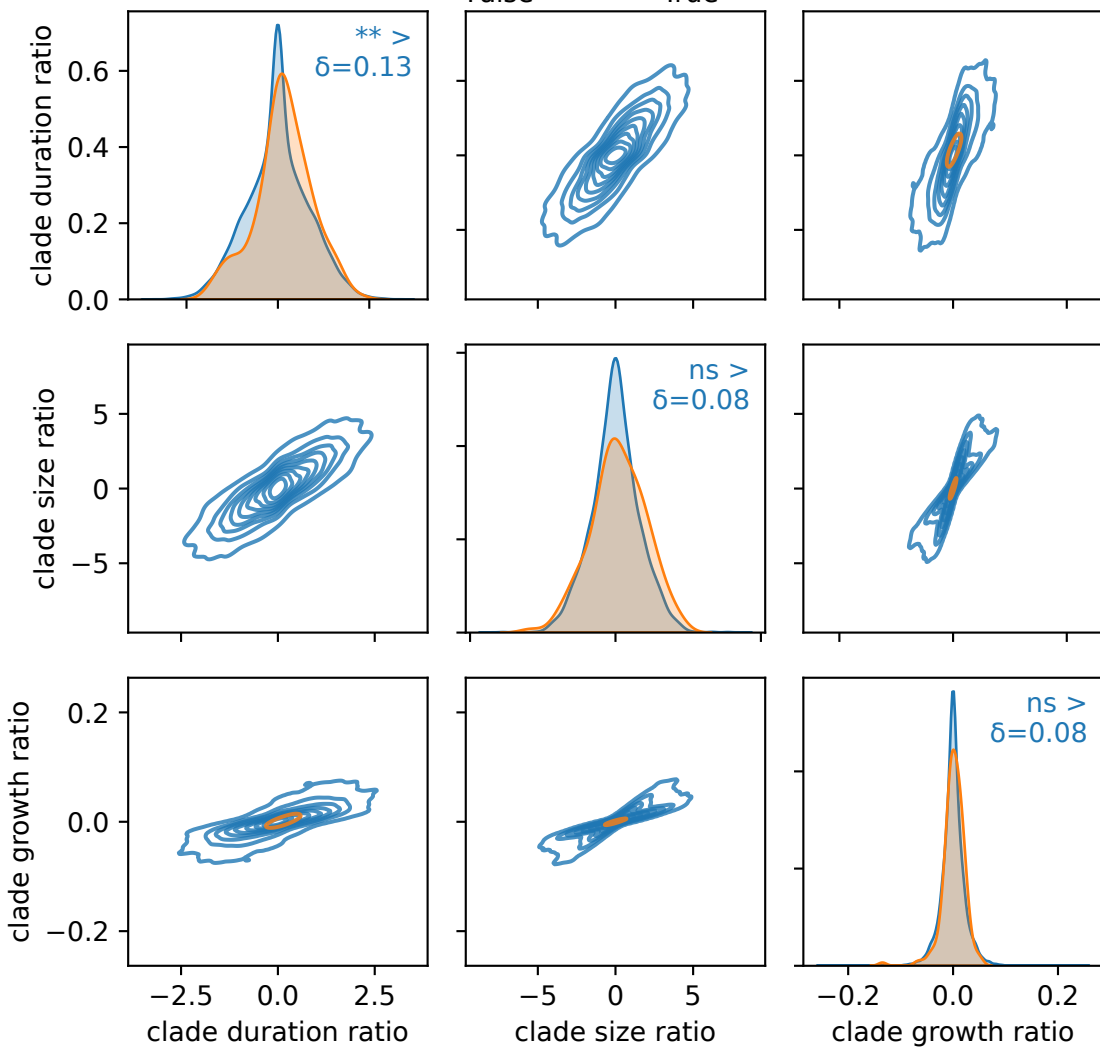 True
clade duration ratio
0.6
0.4
0.2
0.0
** >
δ=0.13
clade size ratio
5
0
−5
ns >
δ=0.08
clade growth ratio
0.2
0.0
−0.2
ns >
δ=0.08
−2.5 0.0 2.5
−5 0 5
−0.2 0.0 0.2
clade duration ratio
clade size ratio
clade growth ratio